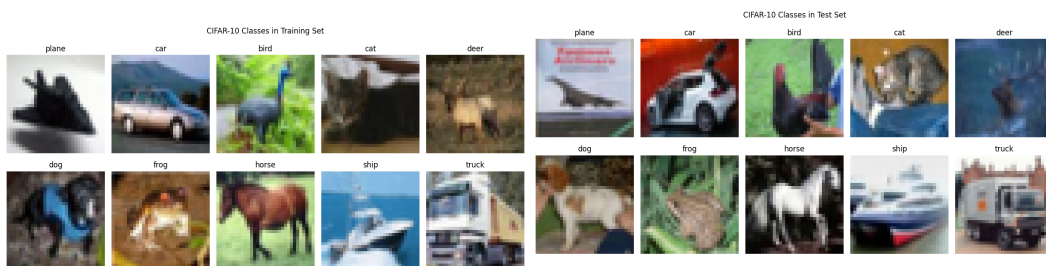 CIFAR-10 Classes in Training Set
plane car bird cat deer
dog frog horse ship truck
CIFAR-10 Classes in Test Set
plane car bird cat deer
dog frog horse ship truck